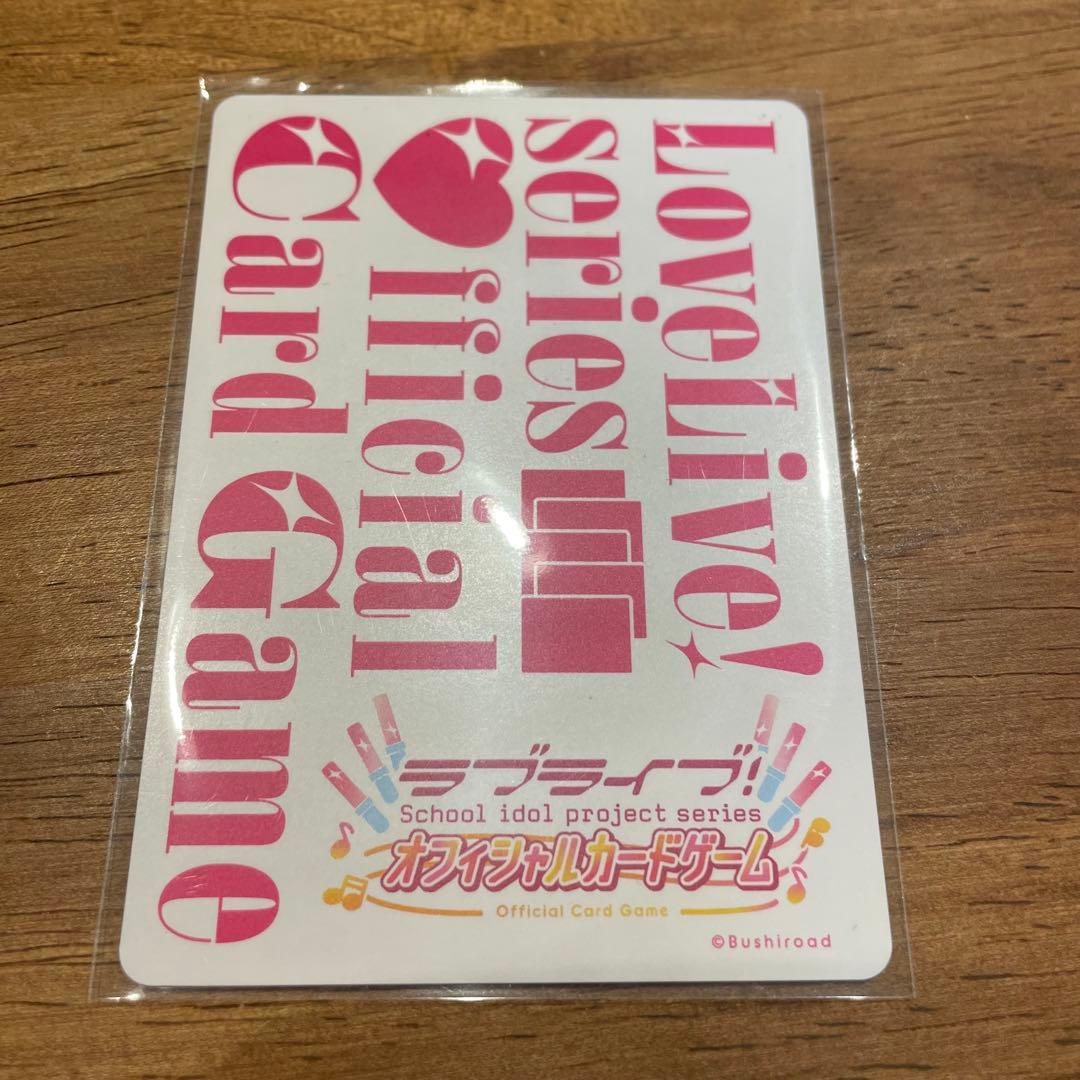 LoveLive!
series
♥fficial
Card Game
ラブライブ!
School idol project series
オフィシャルカードゲーム
Official Card Game
©Bushiroad